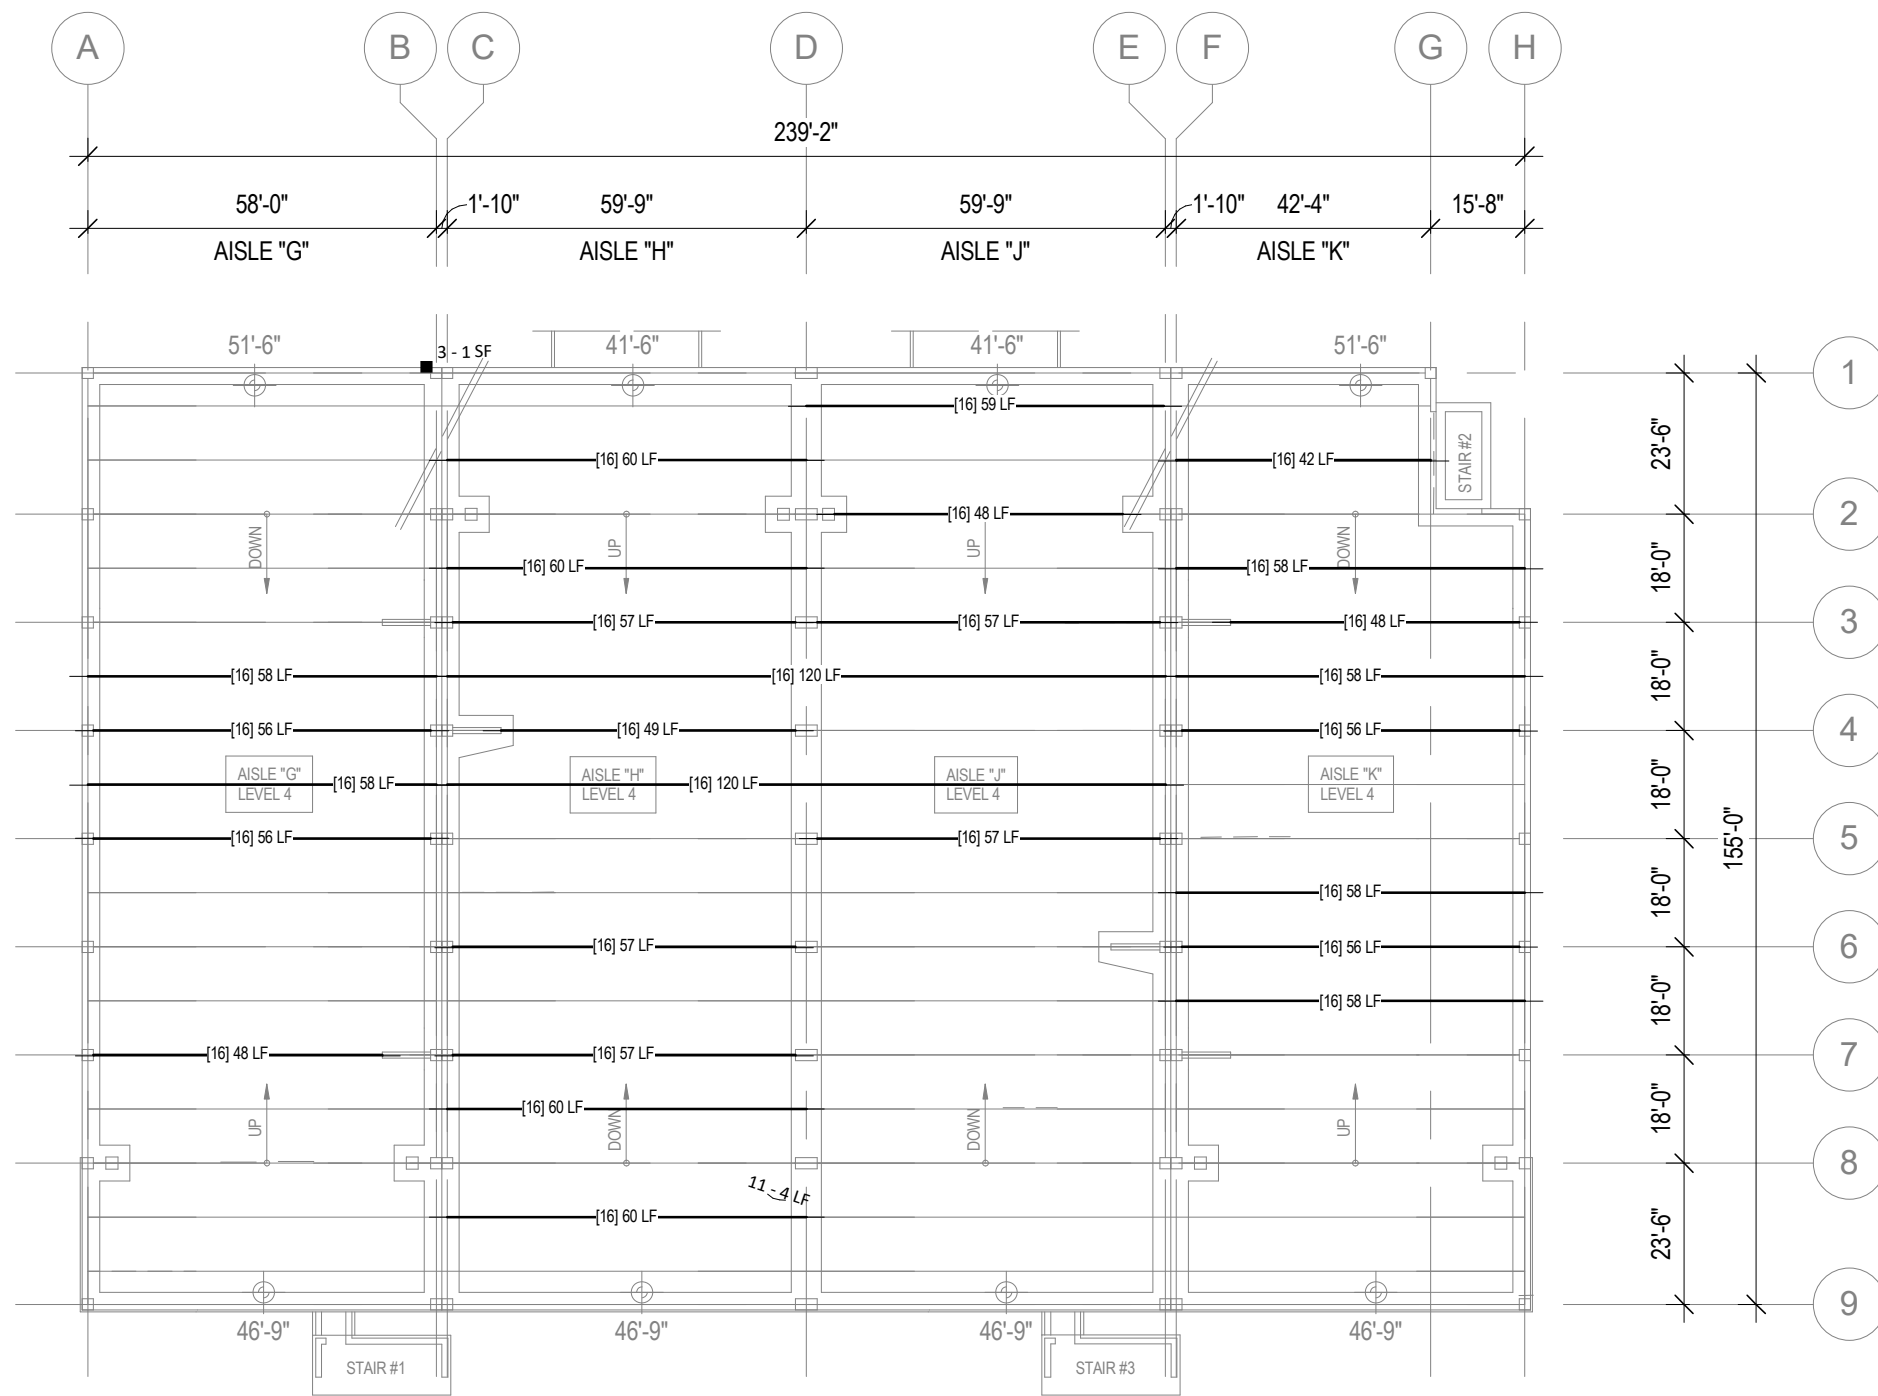 A B C D E F G H
239'-2"
58'-0" 1'-10" 59'-9" 59'-9" 1'-10" 42'-4" 15'-8"
AISLE "G" AISLE "H" AISLE "J" AISLE "K"
51'-6" 3 - 1 SF 41'-6" 41'-6" 51'-6"
1
[16] 59 LF
23'-6"
[16] 60 LF [16] 42 LF STAIR #2
[16] 48 LF 2
DOWN UP UP DOWN
[16] 60 LF [16] 58 LF 18'-0"
[16] 57 LF [16] 57 LF [16] 48 LF 3
[16] 58 LF [16] 120 LF [16] 58 LF 18'-0"
[16] 56 LF [16] 49 LF [16] 56 LF 4
AISLE "G" AISLE "H" AISLE "J" AISLE "K"
[16] 58 LF [16] 120 LF 18'-0"
LEVEL 4 LEVEL 4 LEVEL 4 LEVEL 4
[16] 56 LF [16] 57 LF 155'-0" 5
[16] 58 LF 18'-0"
[16] 57 LF [16] 56 LF 6
[16] 58 LF 18'-0"
[16] 48 LF [16] 57 LF 7
[16] 60 LF 18'-0"
UP DOWN DOWN UP
8
11 - 4 LF
[16] 60 LF 23'-6"
9
46'-9" 46'-9" 46'-9" 46'-9"
STAIR #1 STAIR #3